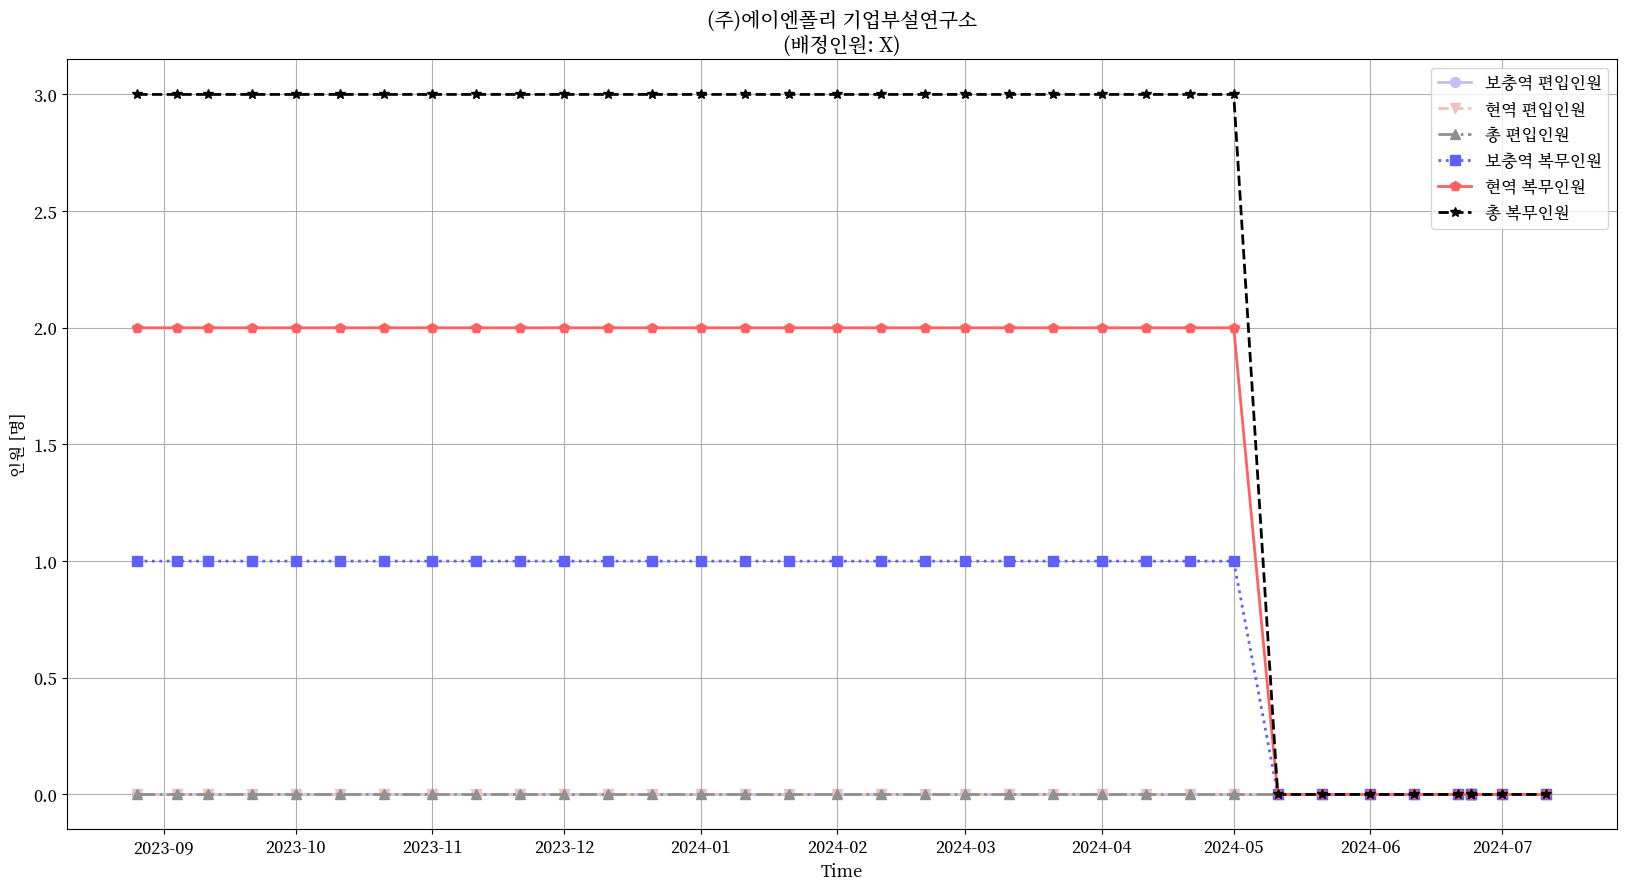 (주)에이엔폴리 기업부설연구소
(배정인원: X)
보충역 편입인원
현역 편입인원
총 편입인원
보충역 복무인원
현역 복무인원
총 복무인원
인원 [명]
3.0
2.5
2.0
1.5
1.0
0.5
0.0
2023-09
2023-10
2023-11
2023-12
2024-01
2024-02
2024-03
2024-04
2024-05
2024-06
2024-07
Time